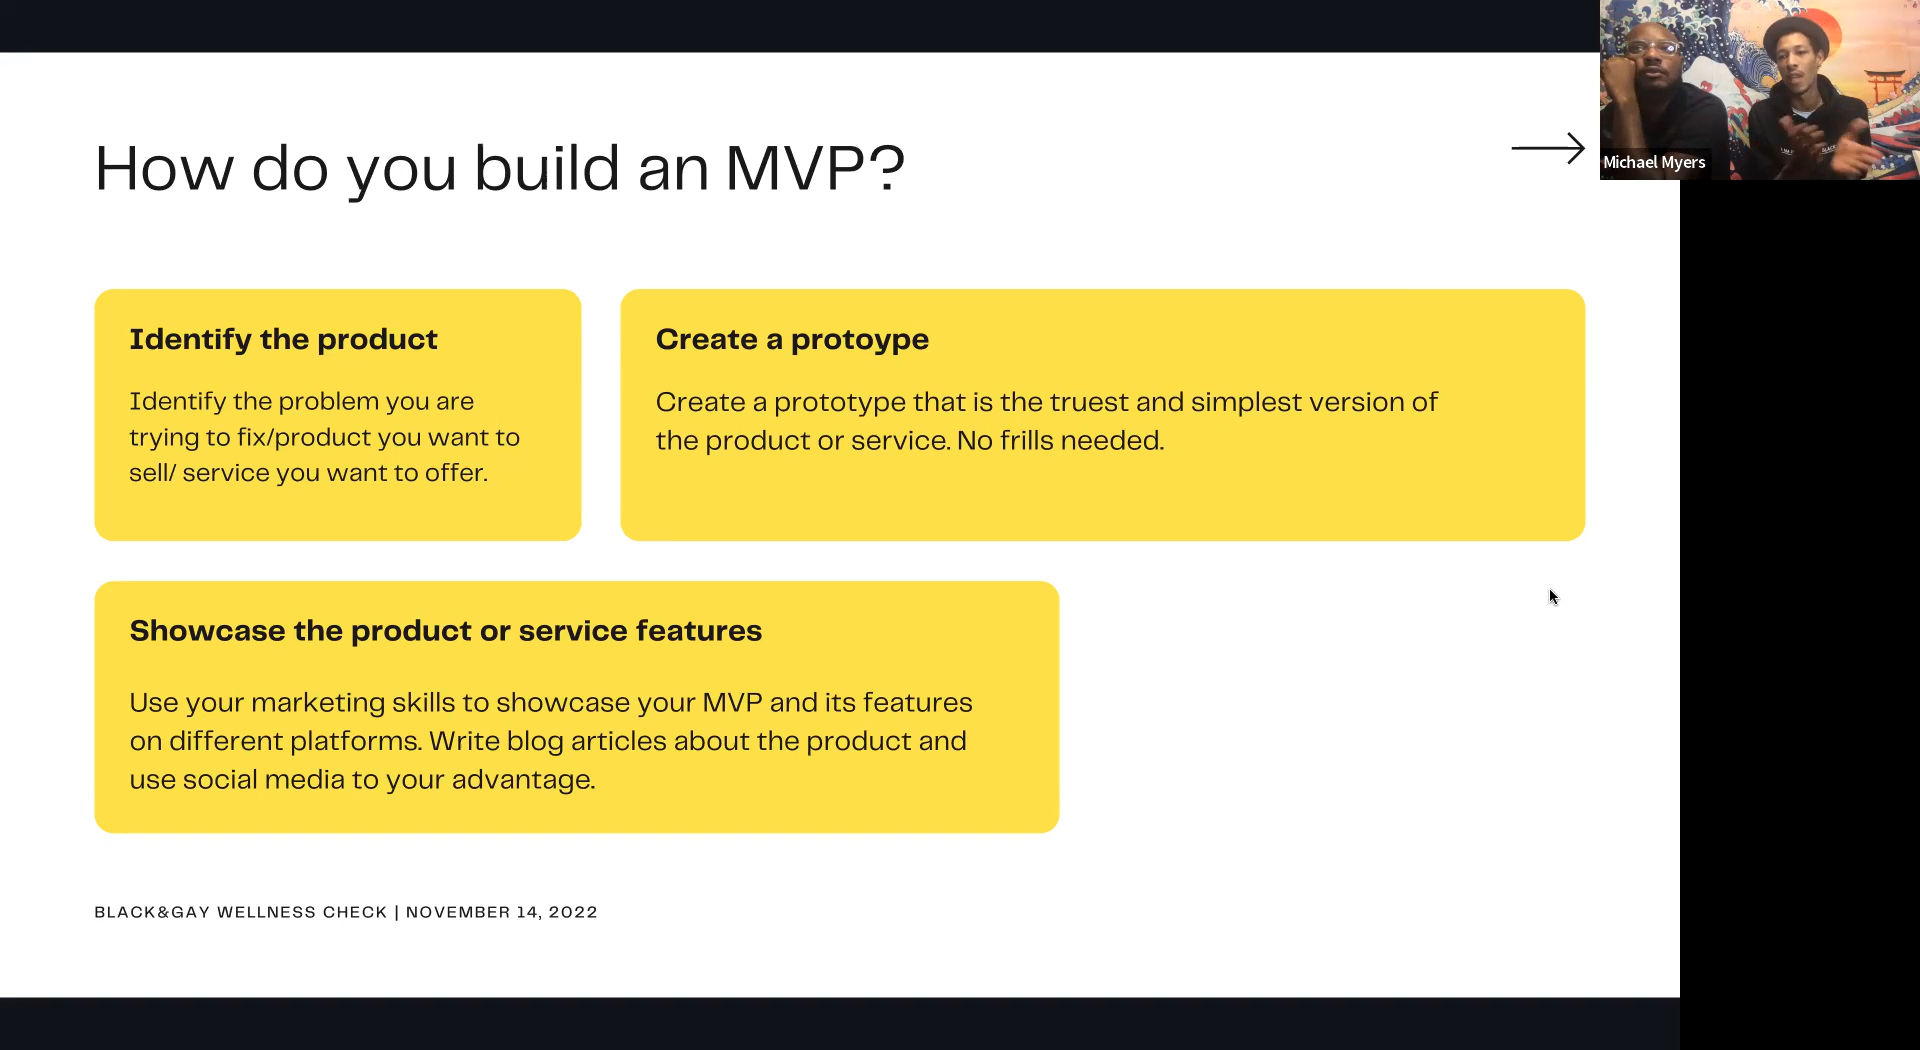 How do you build an MVP?
Michael Myers
Identify the product
Identify the problem you are
trying to fix/product you want to
sell/ service you want to offer.
Create a protoype
Create a prototype that is the truest and simplest version of
the product or service. No frills needed.
Showcase the product or service features
Use your marketing skills to showcase your MVP and its features
on different platforms. Write blog articles about the product and
use social media to your advantage.
BLACK&GAY WELLNESS CHECK | NOVEMBER 14, 2022